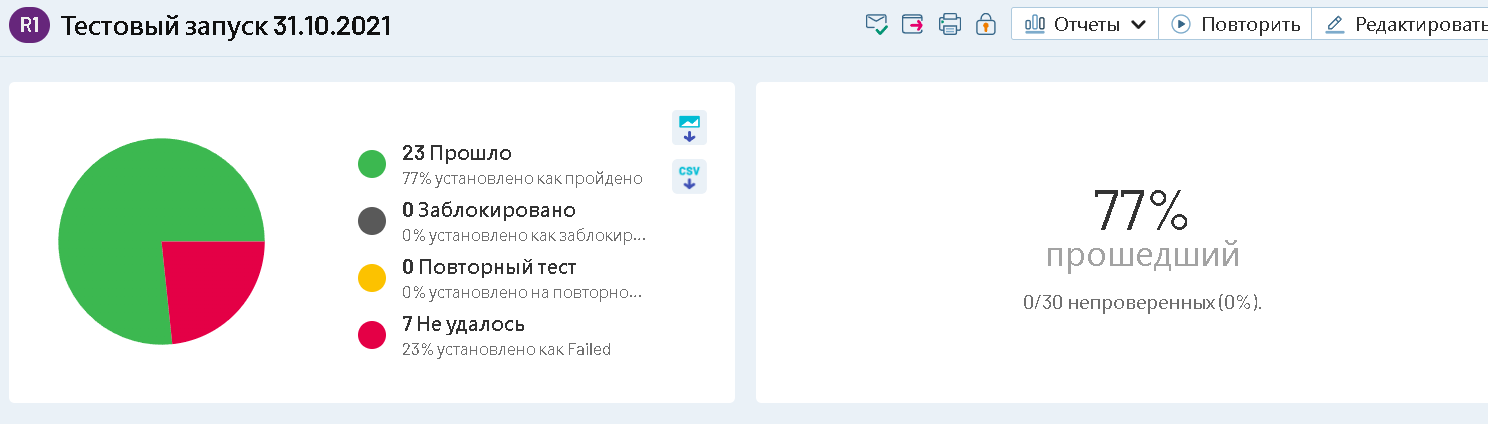 R1 Тестовый запуск 31.10.2021
Отчеты
Повторить
Редактировать
23 Прошло
77% установлено как пройдено
0 Заблокировано
0% установлено как заблокир...
0 Повторный тест
0% установлено на повторно...
7 Не удалось
23% установлено как Failed
CSV
77%
прошедший
0/30 непроверенных (0%).